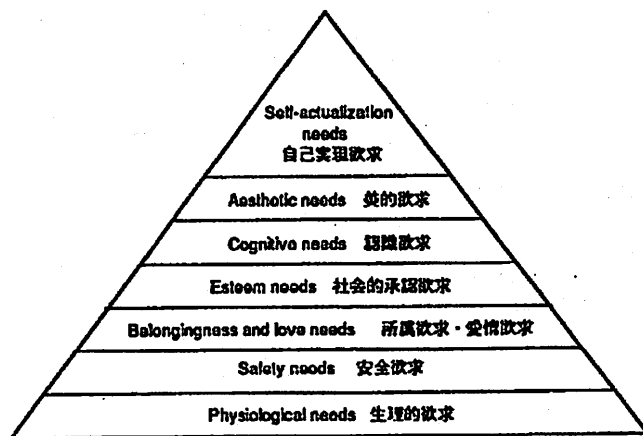 Self-actualization
needs
自己実現欲求
Aesthetic needs 美的欲求
Cognitive needs 認識欲求
Esteem needs 社会的承認欲求
Belongingness and love needs 所属欲求・愛情欲求
Safety needs 安全欲求
Physiological needs 生理的欲求